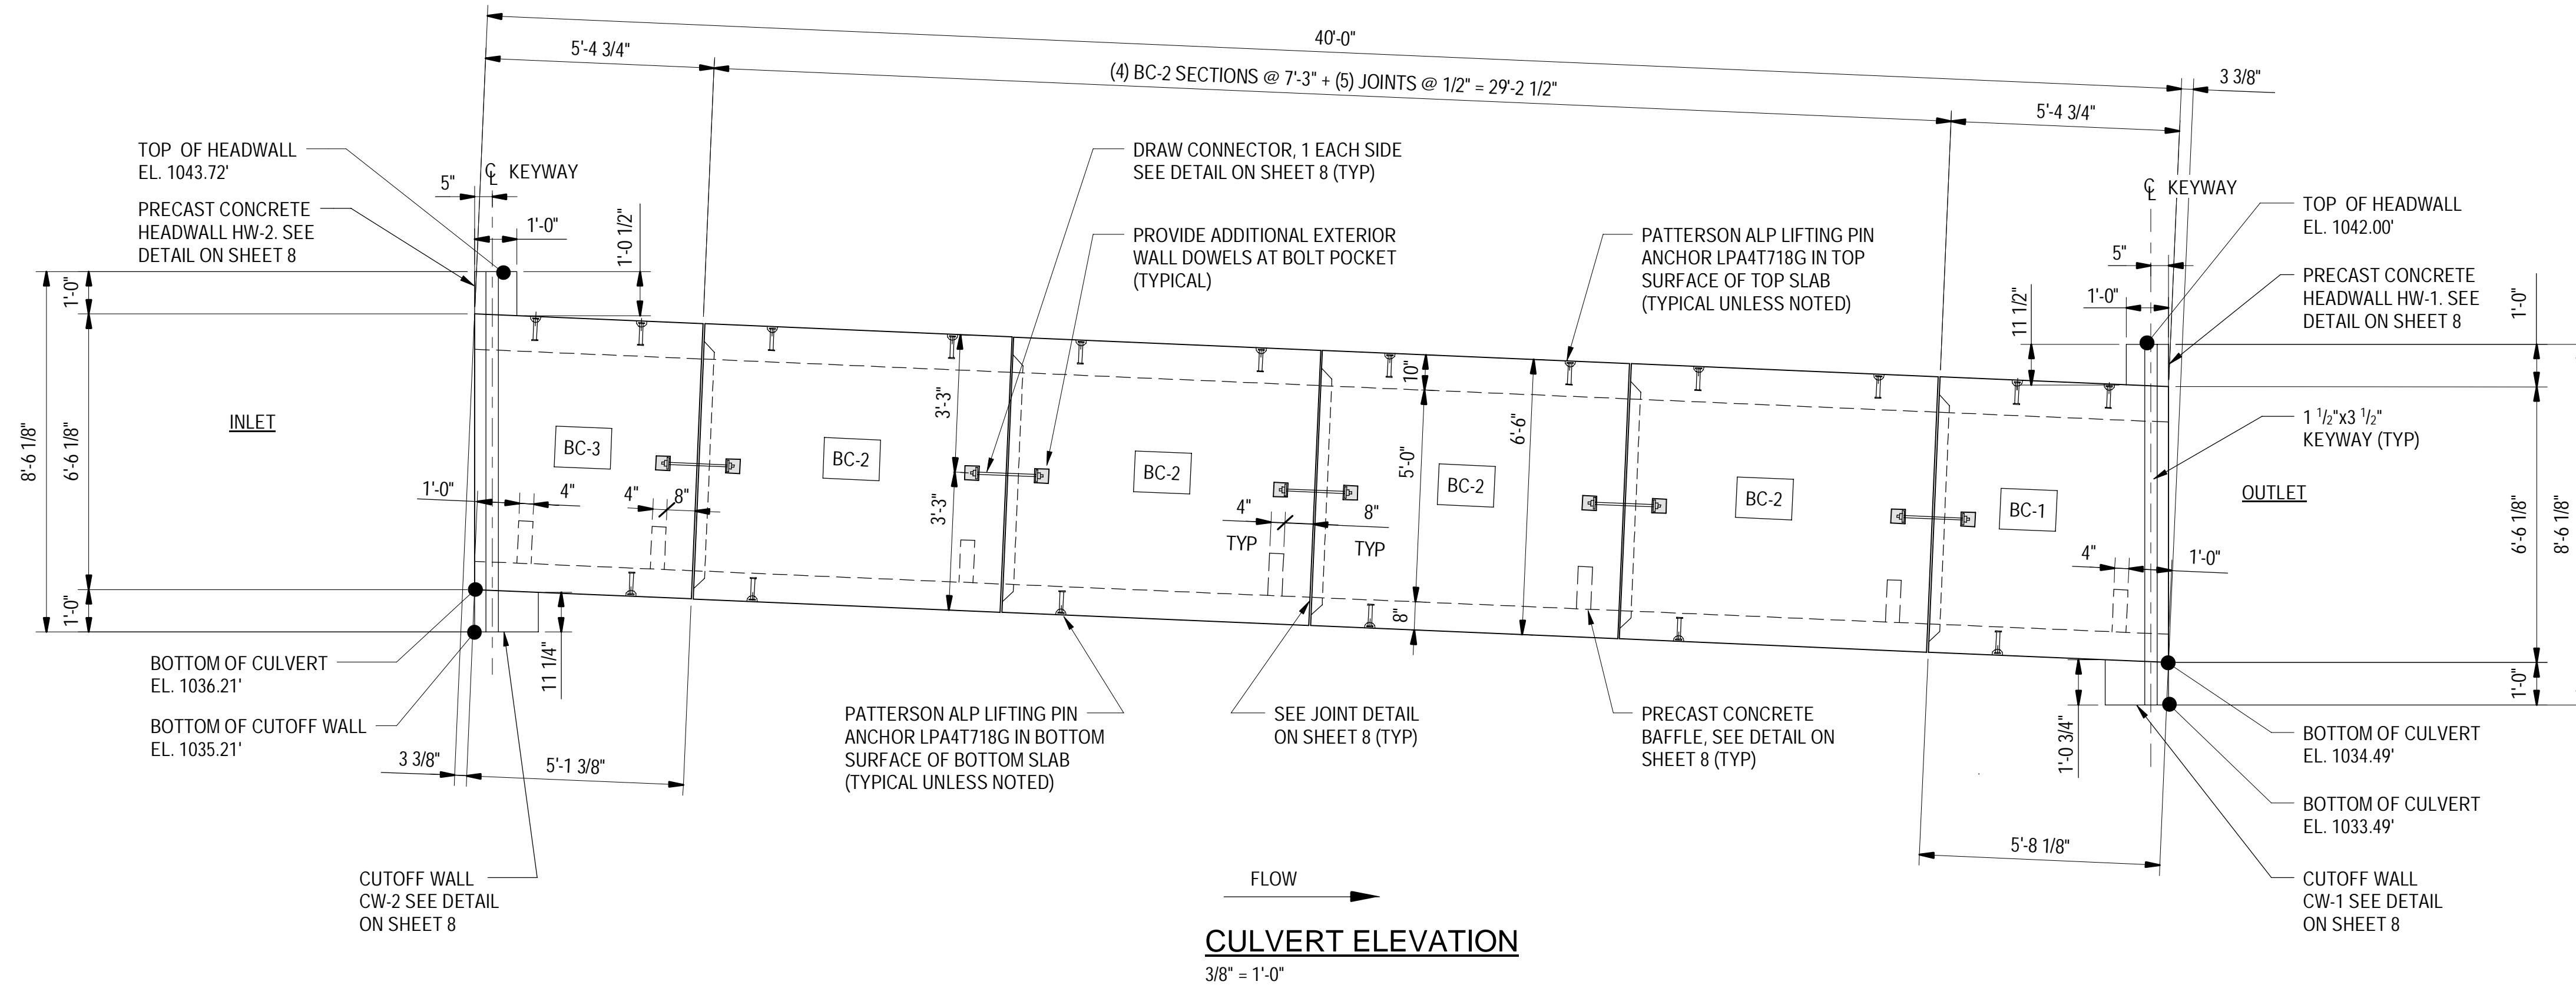 40'-0"
5'-4 3/4"
(4) BC-2 SECTIONS @ 7'-3" + (5) JOINTS @ 1/2" = 29'-2 1/2"
3 3/8"
5'-4 3/4"
TOP OF HEADWALL
EL. 1043.72'
5"
℄ KEYWAY
PRECAST CONCRETE
HEADWALL HW-2. SEE
DETAIL ON SHEET 8
1'-0"
1'-0 1/2"
DRAW CONNECTOR, 1 EACH SIDE
SEE DETAIL ON SHEET 8 (TYP)
PROVIDE ADDITIONAL EXTERIOR
WALL DOWELS AT BOLT POCKET
(TYPICAL)
PATTERSON ALP LIFTING PIN
ANCHOR LPA4T718G IN TOP
SURFACE OF TOP SLAB
(TYPICAL UNLESS NOTED)
℄ KEYWAY
TOP OF HEADWALL
EL. 1042.00'
5"
PRECAST CONCRETE
HEADWALL HW-1. SEE
DETAIL ON SHEET 8
1'-0"
11 1/2"
1'-0"
1'-0"
8'-6 1/8"
6'-6 1/8"
1'-0"
INLET
1'-0"
4"
4"
8"
BC-3
BC-2
3'-3"
3'-3"
BC-2
4"
TYP
8"
TYP
10"
5'-0"
8"
6'-6"
BC-2
BC-2
BC-1
4"
1'-0"
1 1/2"x3 1/2"
KEYWAY (TYP)
OUTLET
6'-6 1/8"
8'-6 1/8"
1'-0"
BOTTOM OF CULVERT
EL. 1036.21'
BOTTOM OF CUTOFF WALL
EL. 1035.21'
11 1/4"
3 3/8"
5'-1 3/8"
PATTERSON ALP LIFTING PIN
ANCHOR LPA4T718G IN BOTTOM
SURFACE OF BOTTOM SLAB
(TYPICAL UNLESS NOTED)
SEE JOINT DETAIL
ON SHEET 8 (TYP)
PRECAST CONCRETE
BAFFLE, SEE DETAIL ON
SHEET 8 (TYP)
1'-0 3/4"
BOTTOM OF CULVERT
EL. 1034.49'
BOTTOM OF CULVERT
EL. 1033.49'
5'-8 1/8"
CUTOFF WALL
CW-2 SEE DETAIL
ON SHEET 8
CUTOFF WALL
CW-1 SEE DETAIL
ON SHEET 8
FLOW
CULVERT ELEVATION
3/8" = 1'-0"